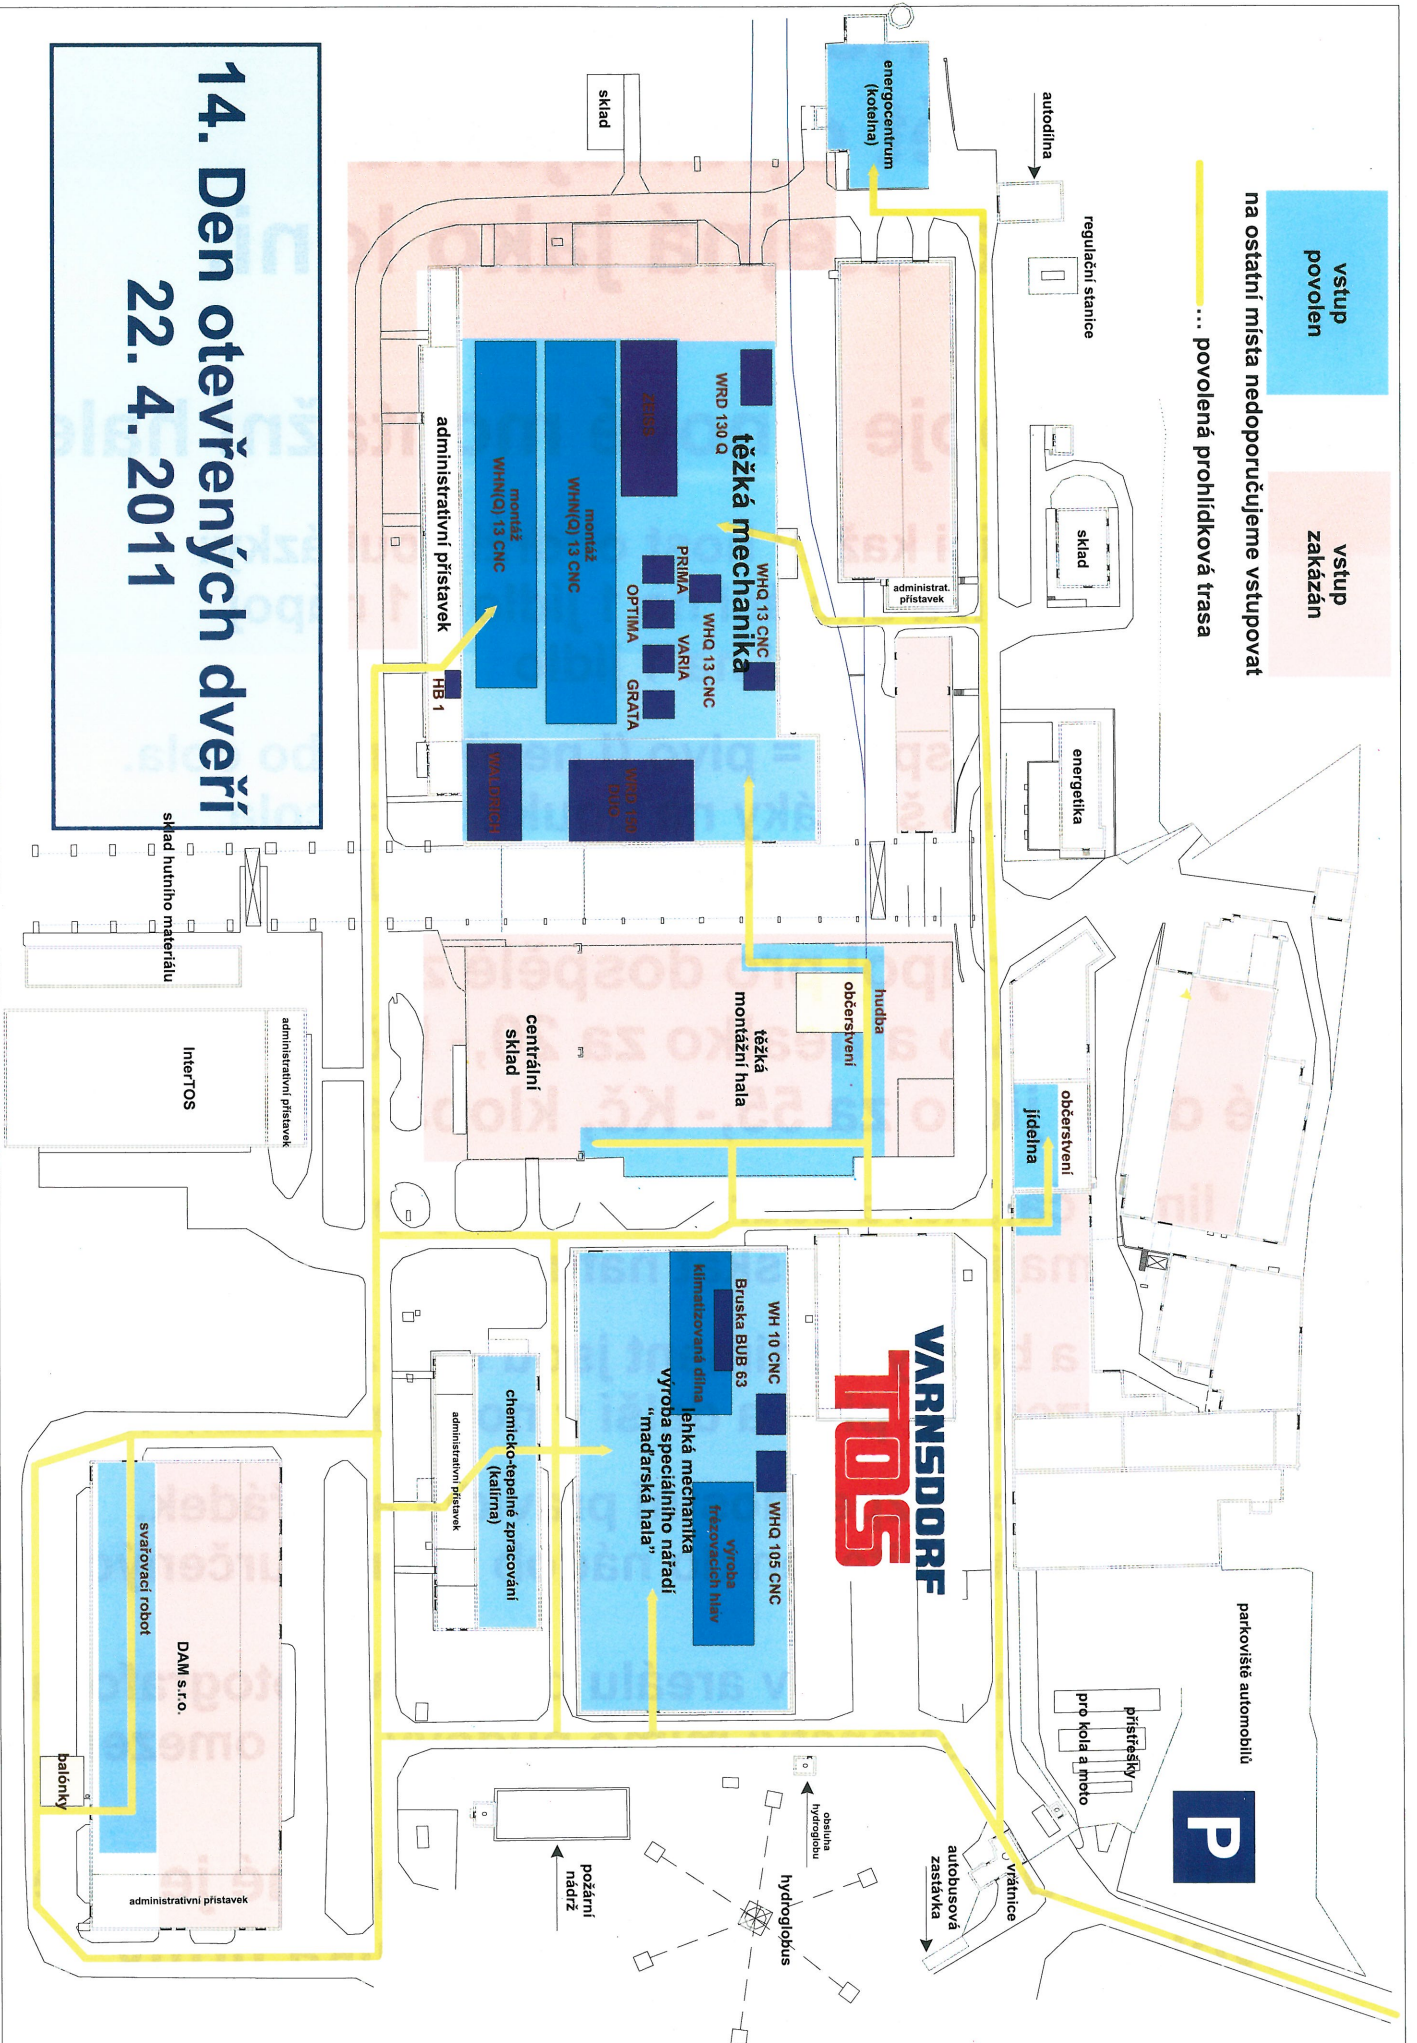 vstup
povolen
vstup
zakázán
na ostatní místa nedoporučujeme vstupovat
... povolená prohlídková trasa
autodílna
energocentrum
(kotelna)
sklad
regulační stanice
sklad
energetika
administrat.
přístavek
těžká mechanika
WRD 130 Q
WHQ 13 CNC
WHQ 13 CNC
PRIMA
OPTIMA
VARIA
GRATA
montáž
WHN(Q) 13 CNC
montáž
WHN(Q) 13 CNC
administrativní přístavek
HB 1
WALDRICH
14. Den otevřených dveří
22. 4. 2011
sklad hutního materiálu
administrativní přístavek
InterTOS
centrální
sklad
těžká
montážní hala
občerstvení
hudba
občerstvení
jídelna
VARNSDORF
TOS
WH 10 CNC
Bruska BUB 63
klimatizovaná dílna
WHQ 105 CNC
výroba
frézovacích hlav
lehká mechanika
výroba speciálního nářadí
“maďarská hala”
chemicko-tepelné zpracování
(kalírna)
administrativní přístavek
svařovací robot
DAM s.r.o.
balónky
administrativní přístavek
parkoviště automobilů
P
přístřešky
pro kola a moto
vrátnice
autobusová
zastávka
obsluha
hydroglobu
hydroglobus
požární
nádrž